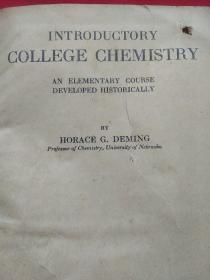 INTRODUCTORY
COLLEGE CHEMISTRY
AN ELEMENTARY COURSE
DEVELOPED HISTORICALLY
BY
HORACE G. DEMING
Professor of Chemistry, University of Nebraska